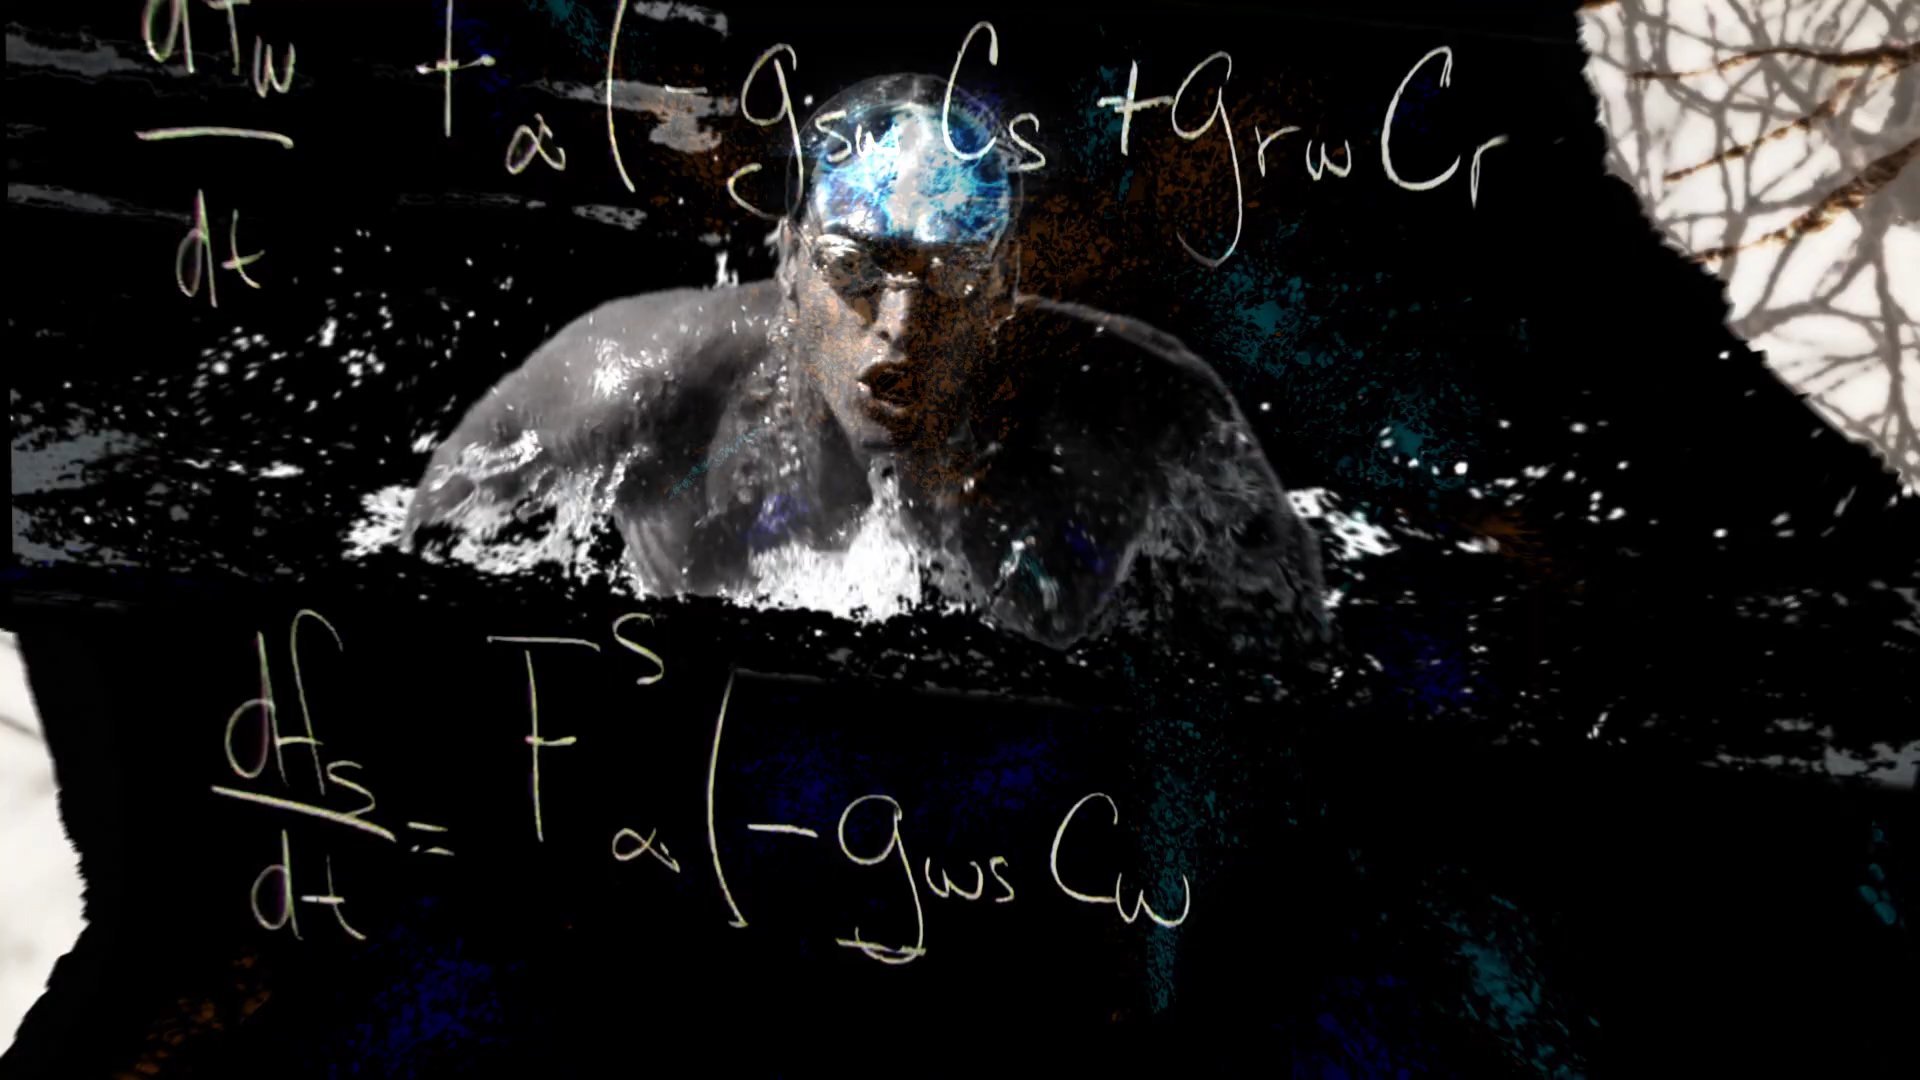 dfw/dt F α (-gsw Cs + grw Cr
dfs/dt = F^s α (-gws Cw